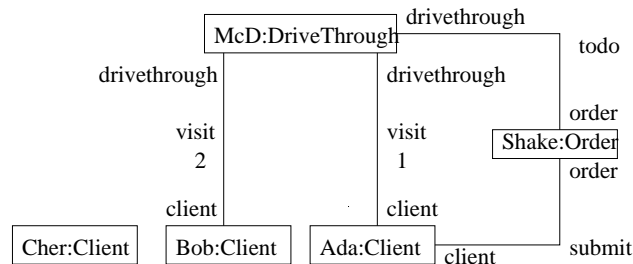 drivethrough
McD:DriveThrough
todo
drivethrough
drivethrough
order
visit
visit
Shake:Order
2
1
order
client
client
Cher:Client
Bob:Client
Ada:Client
client
submit